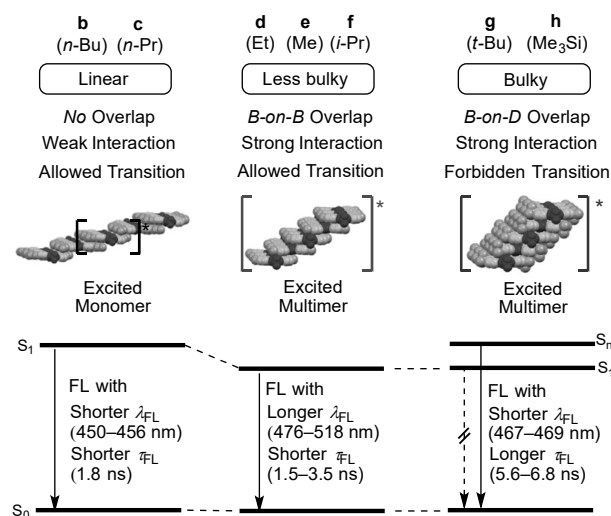 b c
(n-Bu) (n-Pr)
Linear
No Overlap
Weak Interaction
Allowed Transition
*
Excited
Monomer
d e f
(Et) (Me) (i-Pr)
Less bulky
B-on-B Overlap
Strong Interaction
Allowed Transition
*
Excited
Multimer
g h
(t-Bu) (Me₃Si)
Bulky
B-on-D Overlap
Strong Interaction
Forbidden Transition
*
Excited
Multimer
S₁
FL with
Shorter λFL
(450–456 nm)
Shorter τFL
(1.8 ns)
S₀
FL with
Longer λFL
(476–518 nm)
Shorter τFL
(1.5–3.5 ns)
Sn
S₁
FL with
Shorter λFL
(467–469 nm)
Longer τFL
(5.6–6.8 ns)